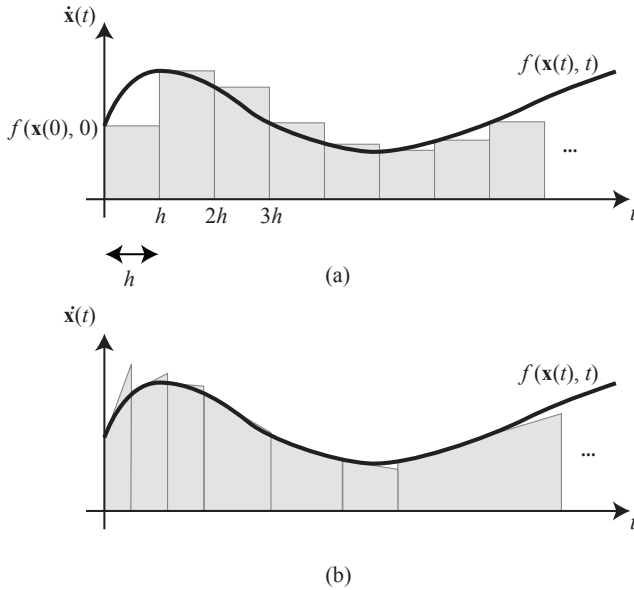 ẋ(t)
f(x(t), t)
f(x(0), 0)
...
h 2h 3h t
h
(a)
ẋ(t)
f(x(t), t)
...
t
(b)